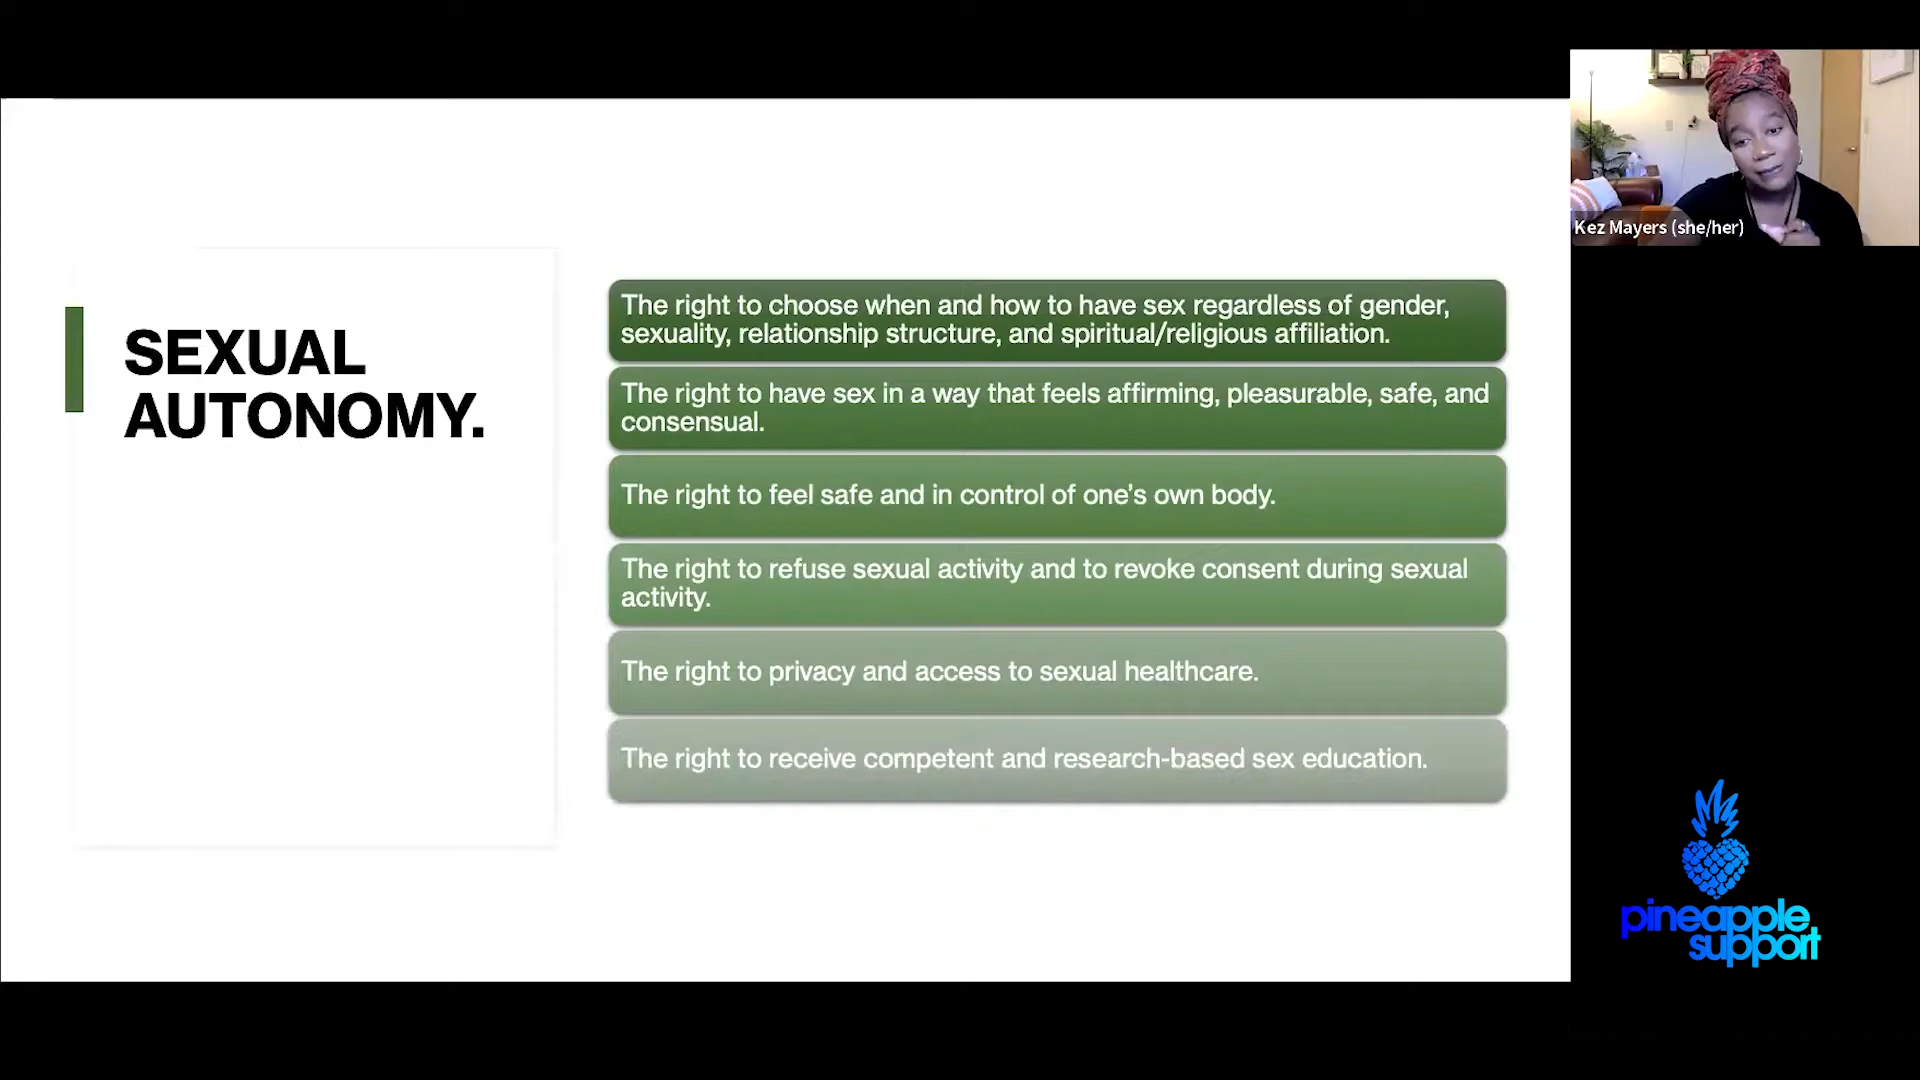 SEXUAL
AUTONOMY.
The right to choose when and how to have sex regardless of gender,
sexuality, relationship structure, and spiritual/religious affiliation.
The right to have sex in a way that feels affirming, pleasurable, safe, and
consensual.
The right to feel safe and in control of one's own body.
The right to refuse sexual activity and to revoke consent during sexual
activity.
The right to privacy and access to sexual healthcare.
The right to receive competent and research-based sex education.
Kez Mayers (she/her)
pineapple
support